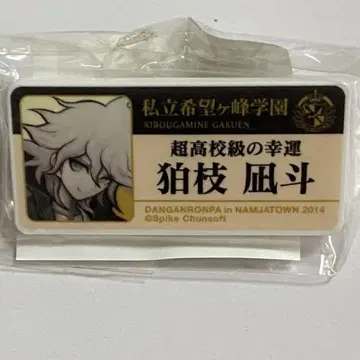 私立希望ヶ峰学園
KIBOUGAMINE GAKUEN
超高校級の幸運
狛枝 凪斗
DANGANRONPA in NAMJATOWN 2014
©Spike Chunsoft